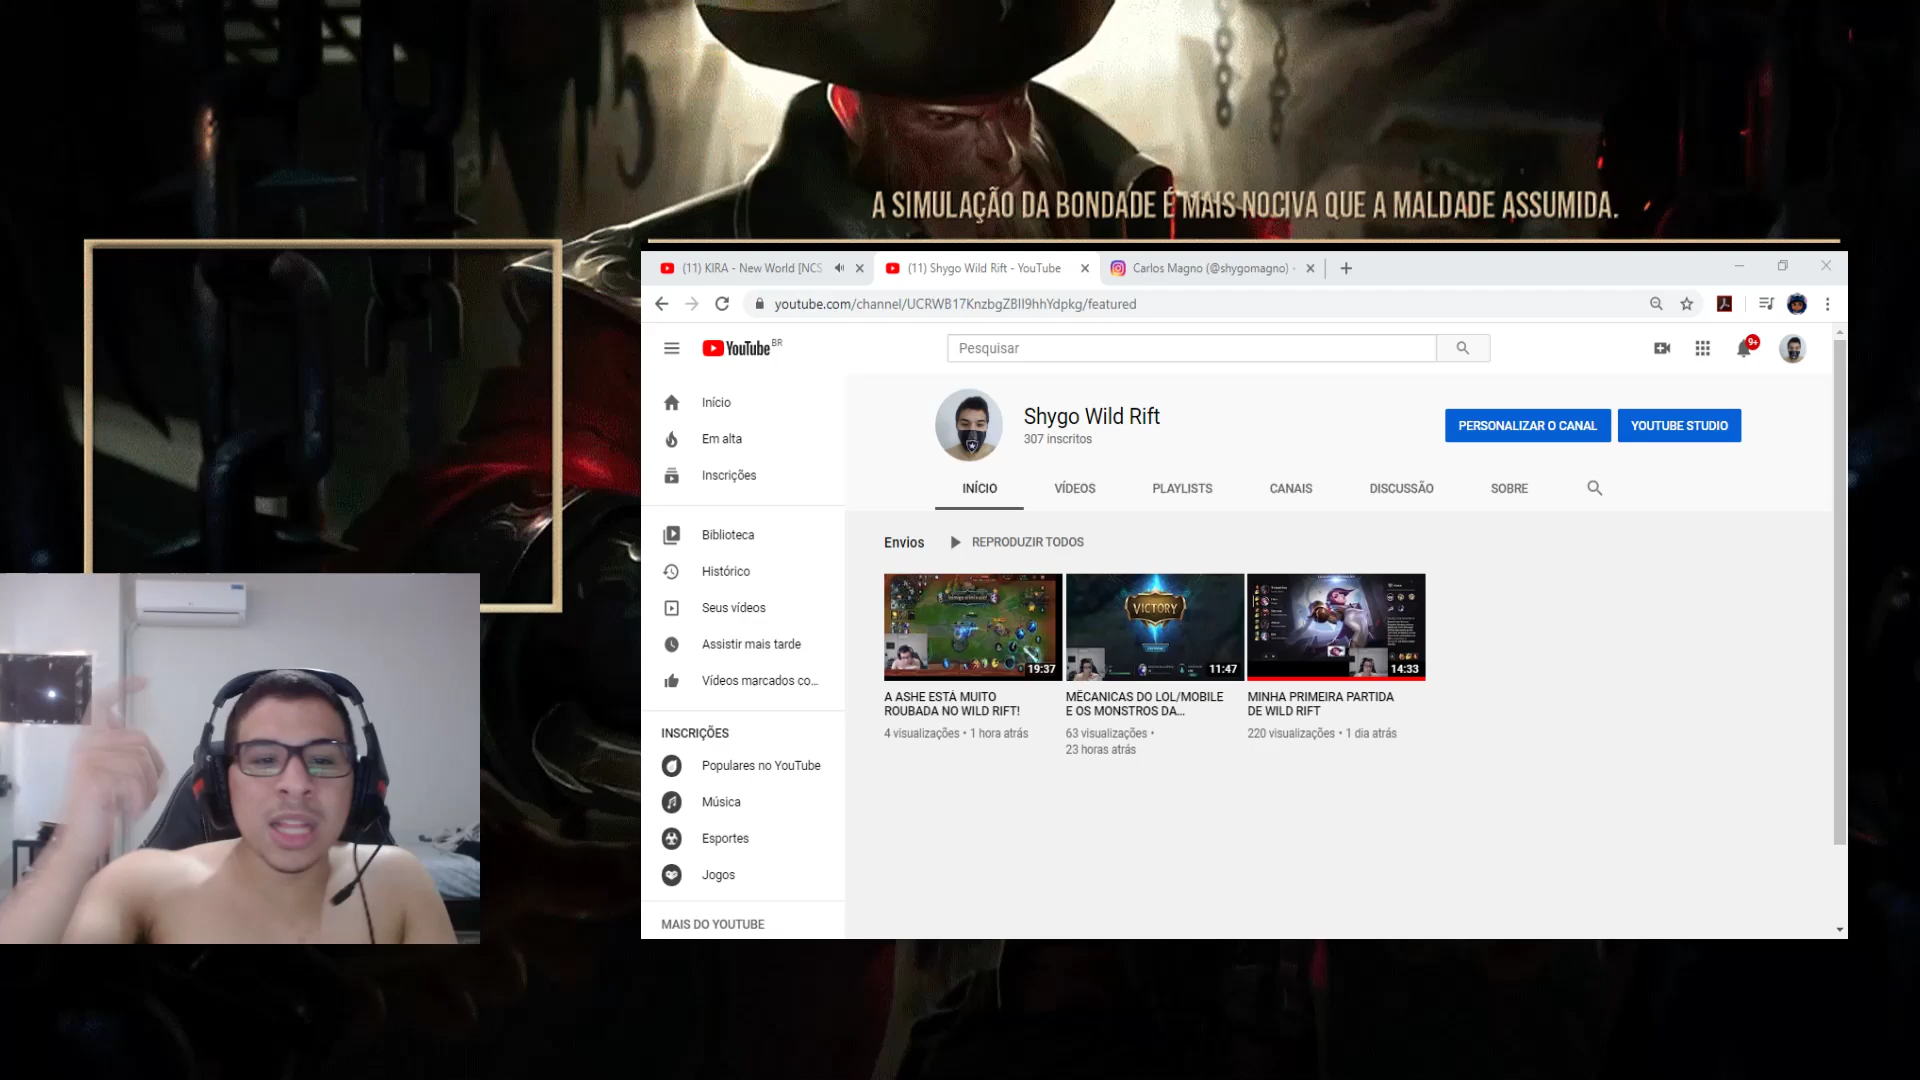 A SIMULAÇÃO DA BONDADE É MAIS NOCIVA QUE A MALDADE ASSUMIDA.
(11) KIRA - New World [NCS
(11) Shygo Wild Rift - YouTube
Carlos Magno (@shygomagno) -
youtube.com/channel/UCRWB17KnzbgZBII9hhYdpkg/featured
YouTube BR
Pesquisar
9+
Início
Em alta
Inscrições
Biblioteca
Histórico
Seus vídeos
Assistir mais tarde
Vídeos marcados co...
INSCRIÇÕES
Populares no YouTube
Música
Esportes
Jogos
MAIS DO YOUTUBE
Shygo Wild Rift
307 inscritos
PERSONALIZAR O CANAL
YOUTUBE STUDIO
INÍCIO VÍDEOS PLAYLISTS CANAIS DISCUSSÃO SOBRE
Envios
REPRODUZIR TODOS
19:37
A ASHE ESTÁ MUITO
ROUBADA NO WILD RIFT!
4 visualizações • 1 hora atrás
VICTORY
11:47
MÊCANICAS DO LOL/MOBILE
E OS MONSTROS DA...
63 visualizações •
23 horas atrás
14:33
MINHA PRIMEIRA PARTIDA
DE WILD RIFT
220 visualizações • 1 dia atrás